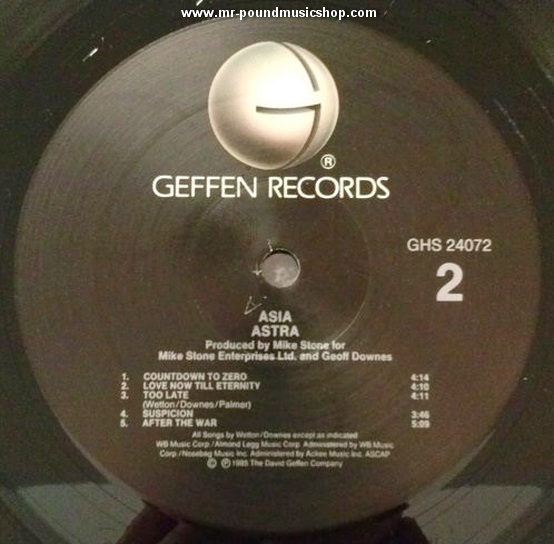 www.mr-poundmusicshop.com
®
GEFFEN RECORDS
GHS 24072
2
ASIA
ASTRA
Produced by Mike Stone for
Mike Stone Enterprises Ltd. and Geoff Downes
1. COUNTDOWN TO ZERO 4:14
2. LOVE NOW TILL ETERNITY 4:10
3. TOO LATE 4:11
(Wetton/Downes/Palmer)
4. SUSPICION 3:46
5. AFTER THE WAR 5:09
All Songs by Wetton/Downes except as indicated
WB Music Corp./Almond Legg Music Corp. Administered by WB Music
Corp./Nosebag Music Inc. Administered by Ackee Music Inc. ASCAP
© ℗ 1985 The David Geffen Company